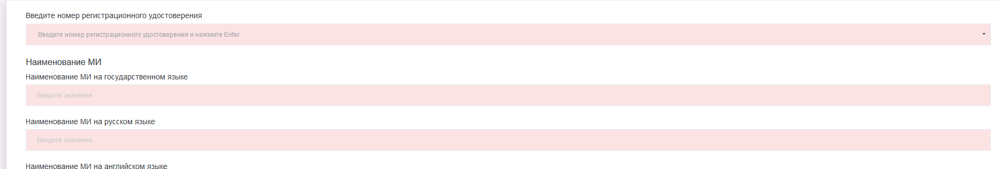 Введите номер регистрационного удостоверения
Введите номер регистрационного удостоверения и нажмите Enter
Наименование МИ
Наименование МИ на государственном языке
Введите значение
Наименование МИ на русском языке
Введите значение
Наименование МИ на английском языке